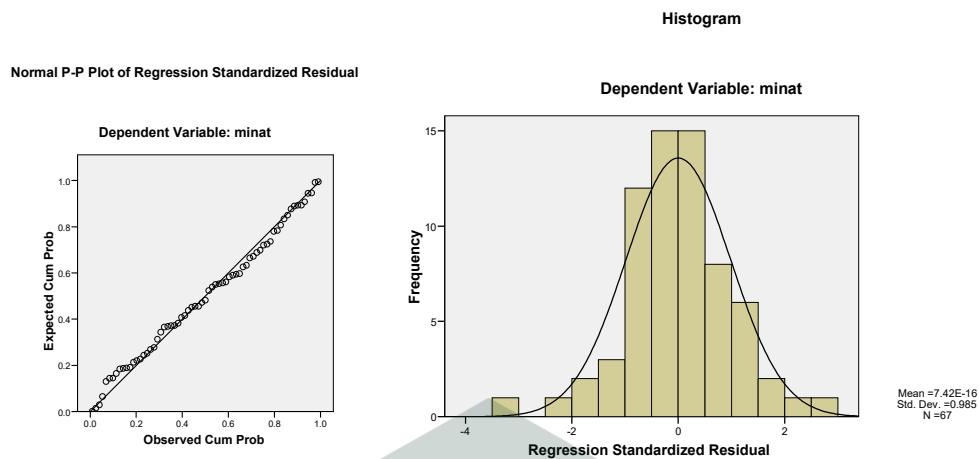 Normal P-P Plot of Regression Standardized Residual
Dependent Variable: minat
1.0
0.8
0.6
0.4
0.2
0.0
Expected Cum Prob
0.0 0.2 0.4 0.6 0.8 1.0
Observed Cum Prob
Histogram
Dependent Variable: minat
15
10
5
0
Frequency
-4 -2 0 2
Regression Standardized Residual
Mean =7.42E-16
Std. Dev. =0.985
N =67